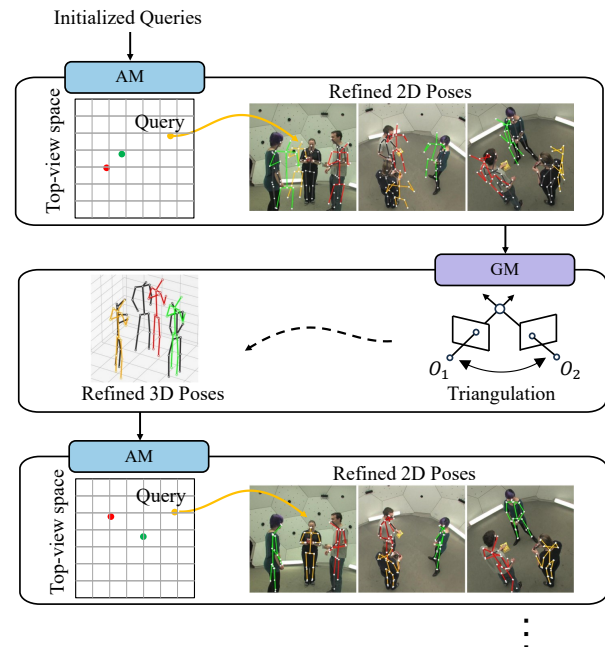 Initialized Queries
AM
Refined 2D Poses
Top-view space
Query
GM
Refined 3D Poses
O₁
O₂
Triangulation
AM
Refined 2D Poses
Top-view space
Query